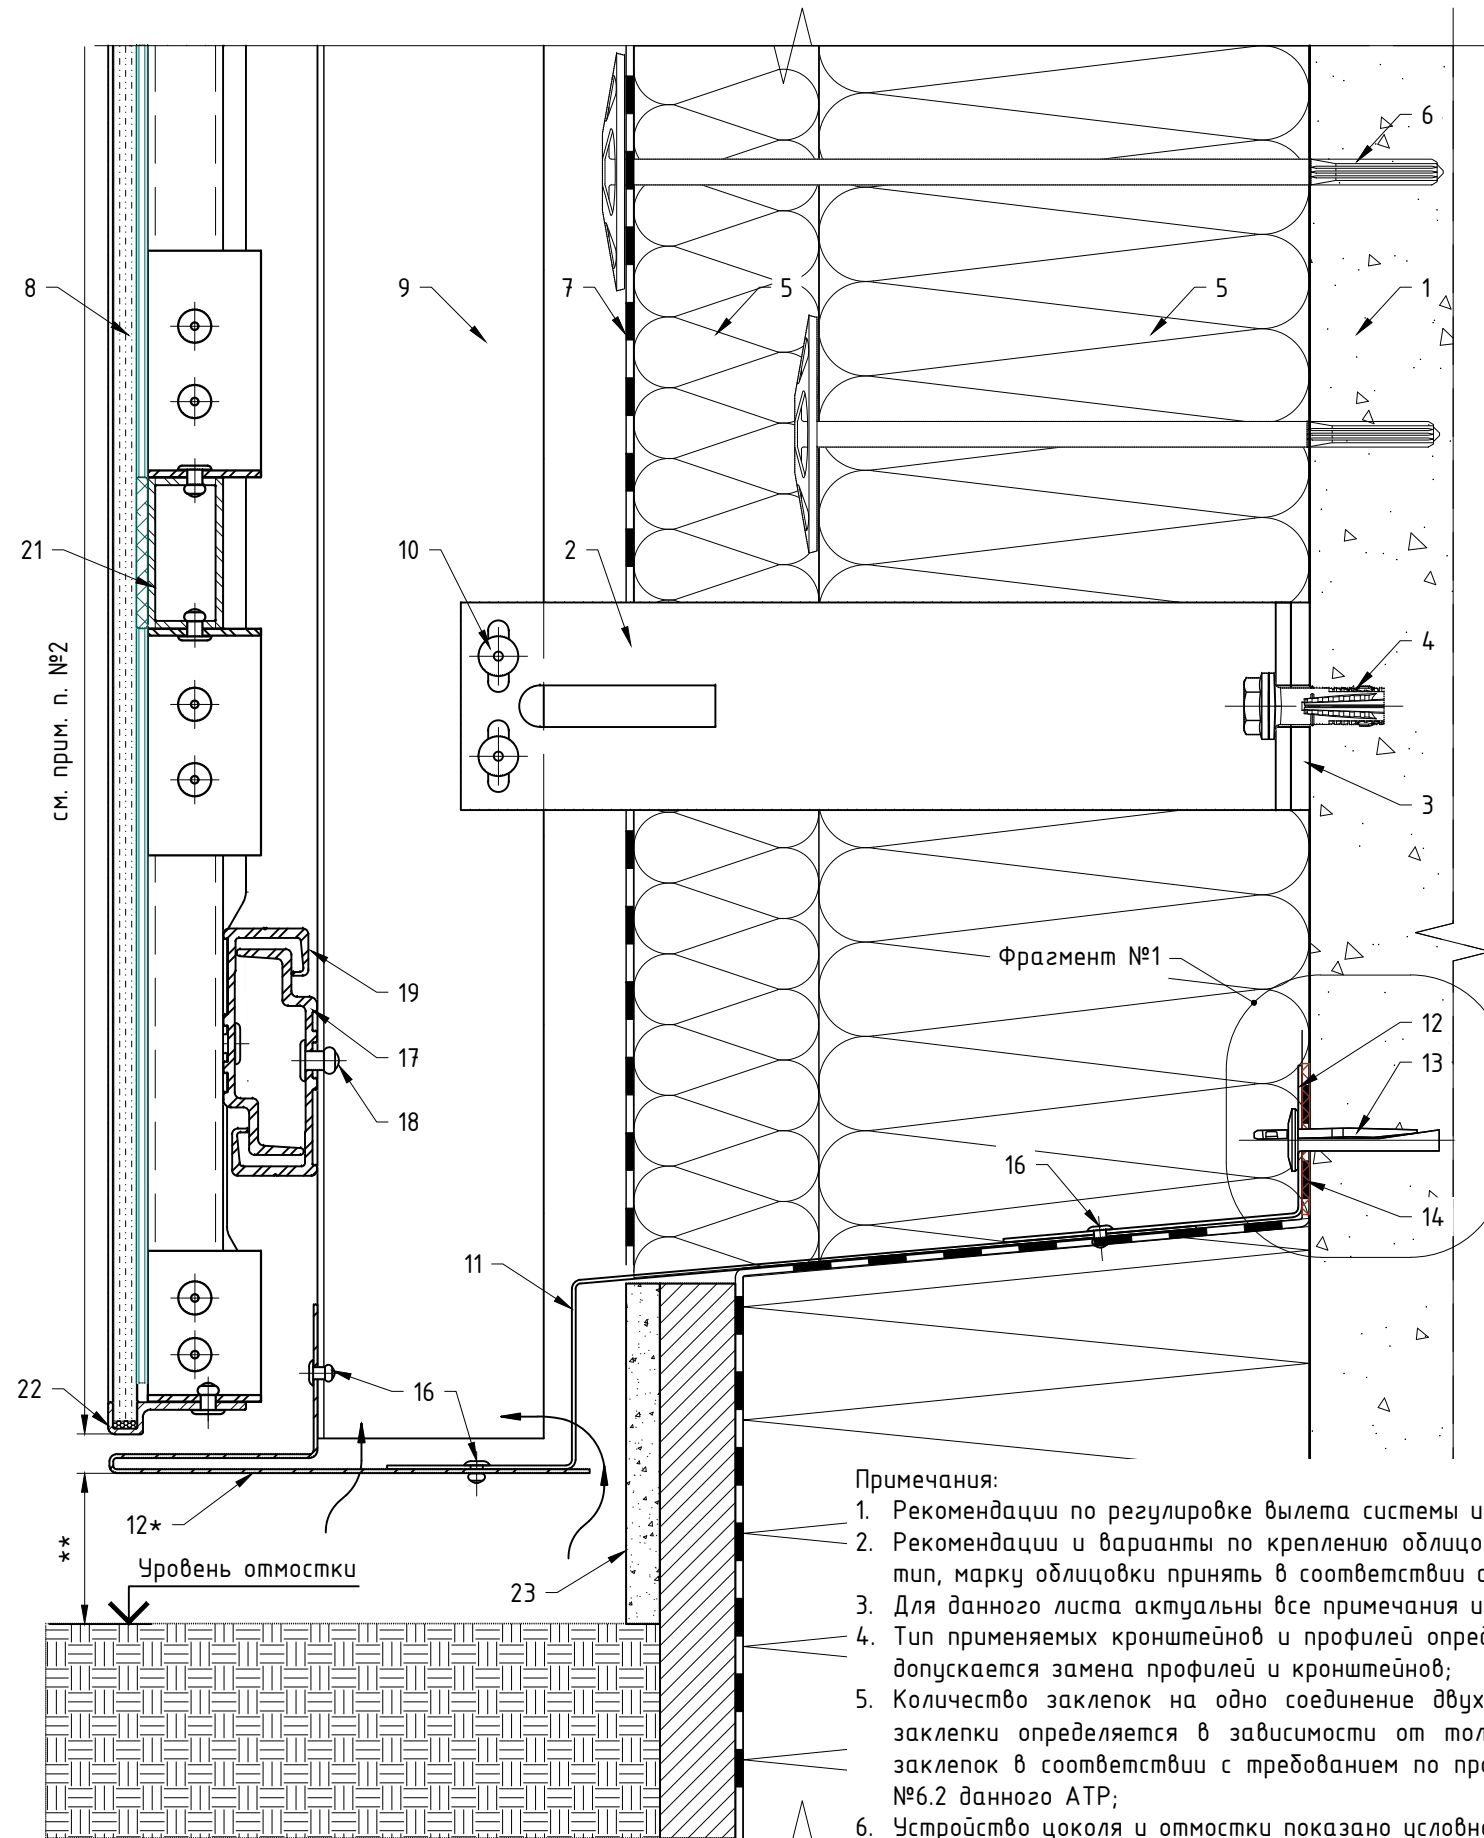 6
8
9
7
5
5
1
21
10
2
4
см. прим. п. №2
3
Фрагмент №1
19
12
17
13
18
16
14
11
22
16
12*
**
Уровень отмостки
23
Примечания:
1. Рекомендации по регулировке вылета системы и
2. Рекомендации и варианты по креплению облицо
тип, марку облицовки принять в соответствии с
3. Для данного листа актуальны все примечания и
4. Тип применяемых кронштейнов и профилей опред
допускается замена профилей и кронштейнов;
5. Количество заклепок на одно соединение двух
заклепки определяется в зависимости от тол
заклепок в соответствии с требованием по про
№6.2 данного АТР;
6. Устройство цоколя и отмостки показано условно